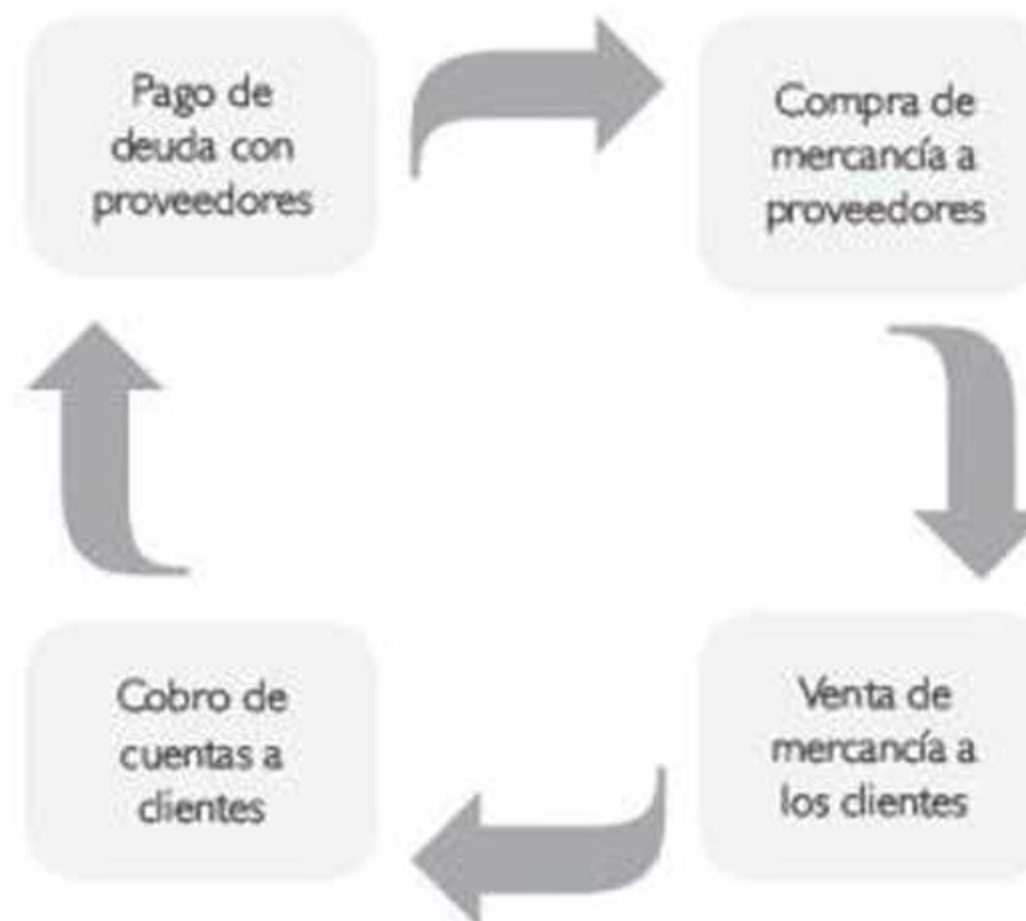 Pago de
deuda con
proveedores
Compra de
mercancía a
proveedores
Cobro de
cuentas a
clientes
Venta de
mercancía a
los clientes